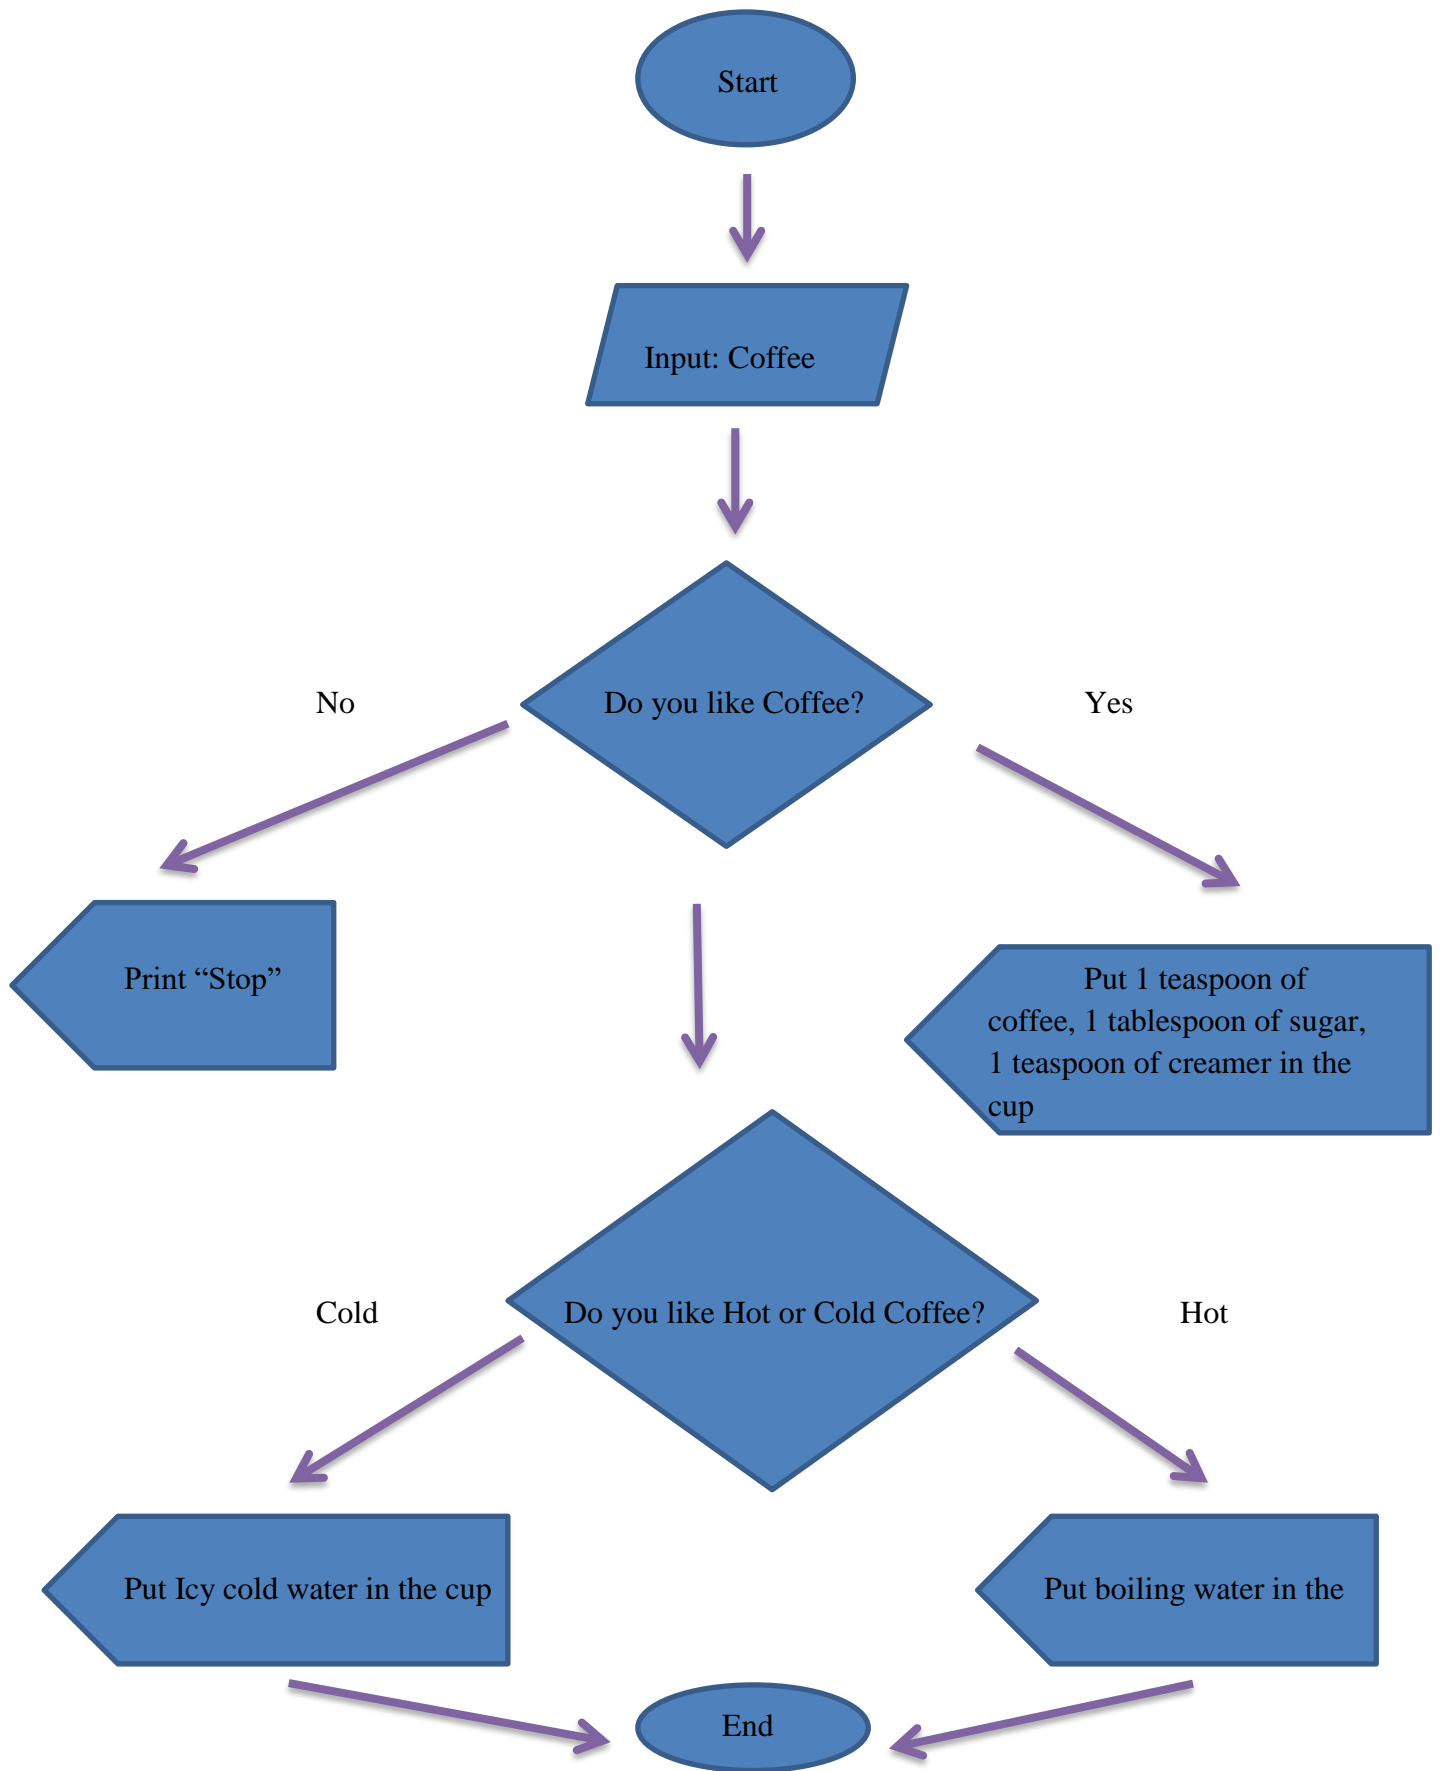 Start
Input: Coffee
No
Do you like Coffee?
Yes
Print “Stop”
Put 1 teaspoon of
coffee, 1 tablespoon of sugar,
1 teaspoon of creamer in the
cup
Cold
Do you like Hot or Cold Coffee?
Hot
Put Icy cold water in the cup
Put boiling water in the
End